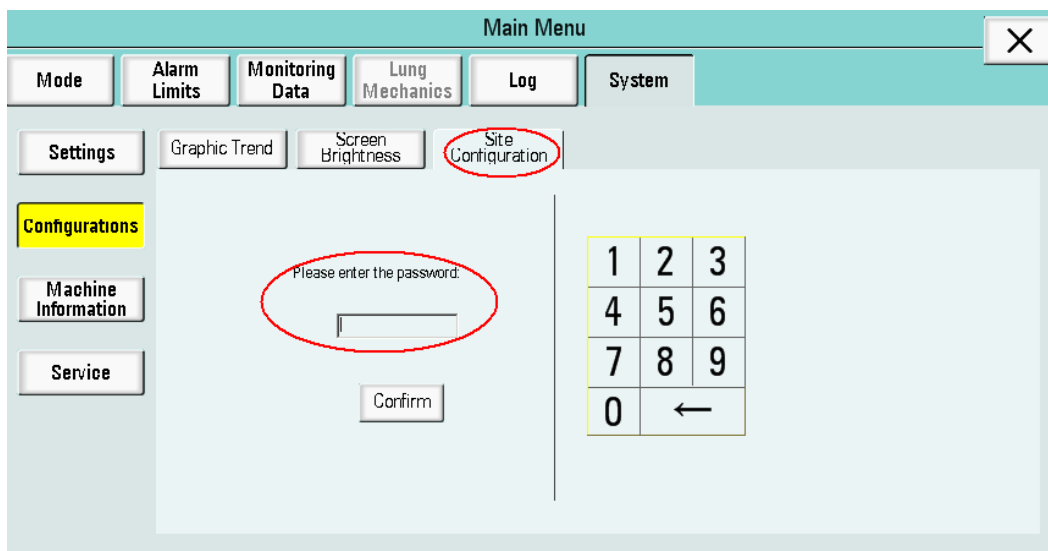 Main Menu
Mode
Alarm
Limits
Monitoring
Data
Lung
Mechanics
Log
System
Settings
Graphic Trend
Screen
Brightness
Site
Configuration
Configurations
Machine
Information
Service
Please enter the password:
Confirm
1 2 3
4 5 6
7 8 9
0 ←